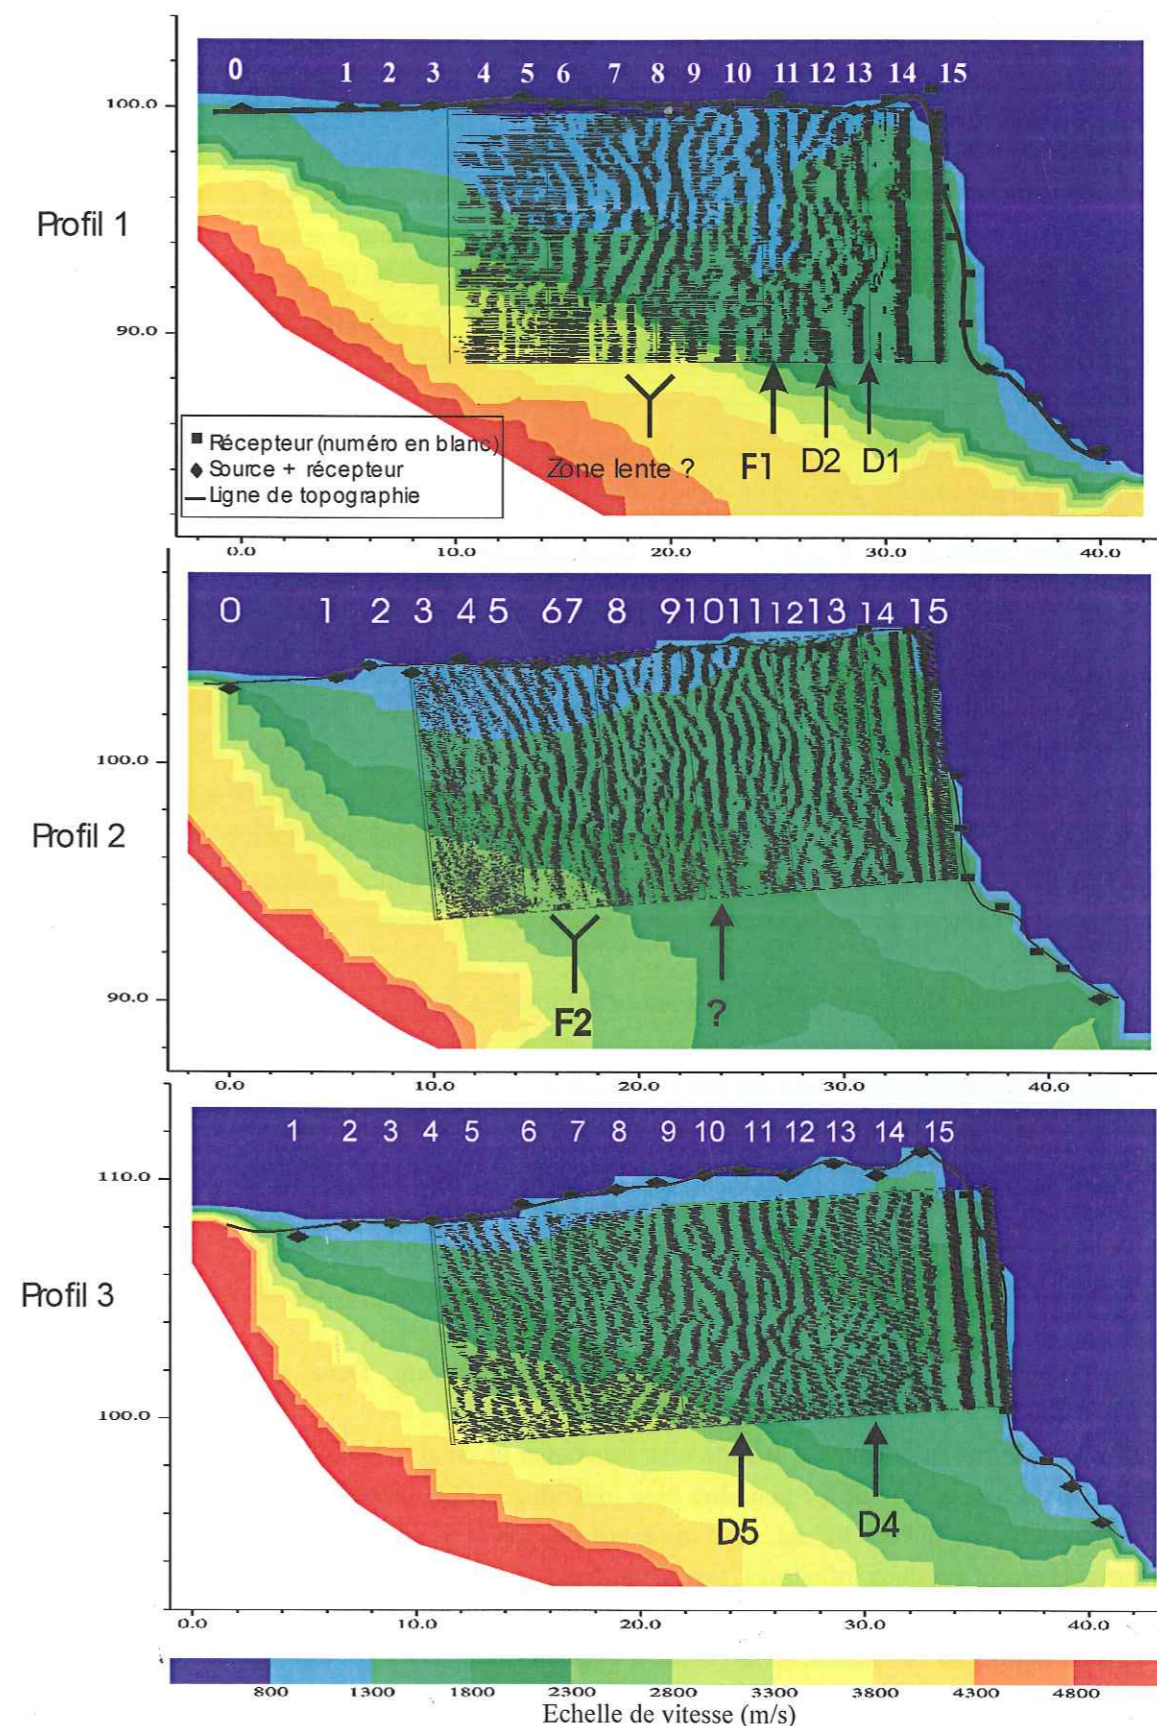 0 1 2 3 4 5 6 7 8 9 10 11 12 13 14 15
100.0
Profil 1
90.0
Récepteur (numéro en blanc)
Source + récepteur
Ligne de topographie
Zone lente ?
F1
D2
D1
0.0 10.0 20.0 30.0 40.0
0 1 2 3 4 5 6 7 8 9 10 11 12 13 14 15
100.0
Profil 2
90.0
F2
?
0.0 10.0 20.0 30.0 40.0
1 2 3 4 5 6 7 8 9 10 11 12 13 14 15
110.0
Profil 3
100.0
D5
D4
0.0 10.0 20.0 30.0 40.0
800 1300 1800 2300 2800 3300 3800 4300 4800
Echelle de vitesse (m/s)